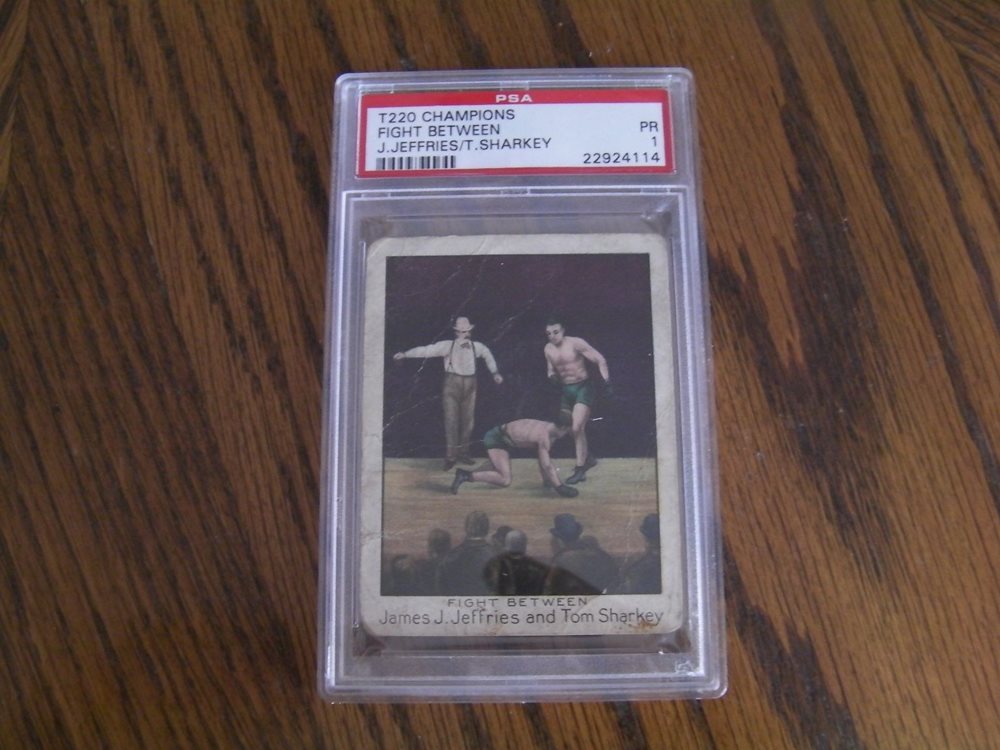 PSA
T220 CHAMPIONS
FIGHT BETWEEN
J.JEFFRIES/T.SHARKEY
PR
1
22924114
FIGHT BETWEEN
James J. Jeffries and Tom Sharkey